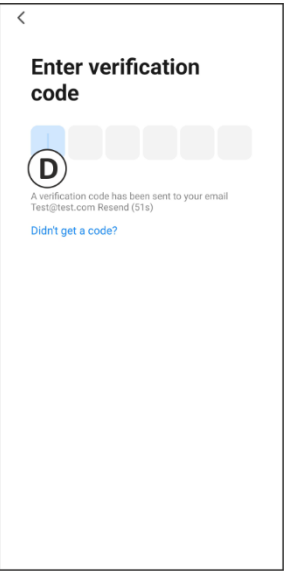 Enter verification
code
D
A verification code has been sent to your email
Test@test.com Resend (51s)
Didn't get a code?